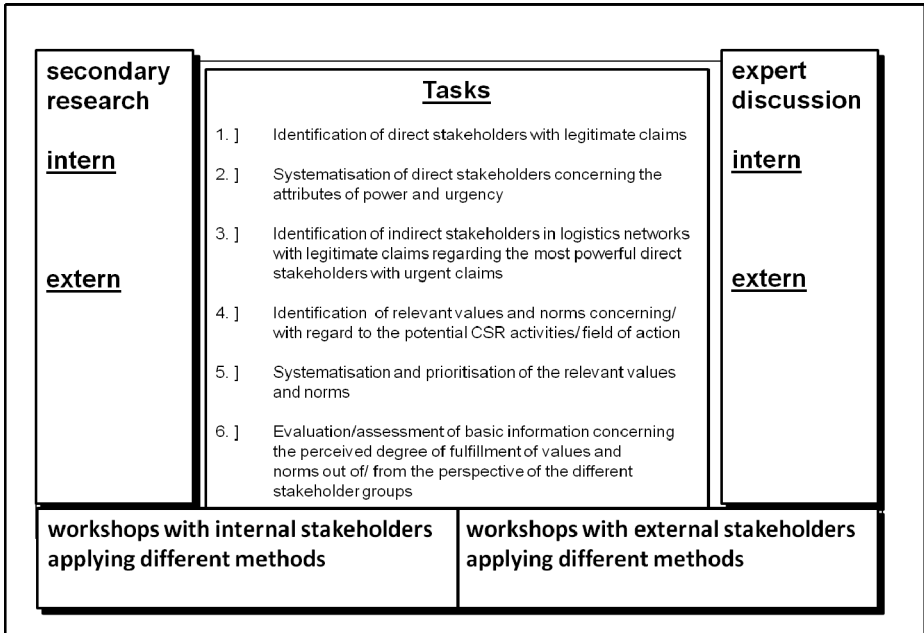 secondary
research
intern
extern
Tasks
1. ] Identification of direct stakeholders with legitimate claims
2. ] Systematisation of direct stakeholders concerning the
attributes of power and urgency
3. ] Identification of indirect stakeholders in logistics networks
with legitimate claims regarding the most powerful direct
stakeholders with urgent claims
4. ] Identification of relevant values and norms concerning/
with regard to the potential CSR activities/ field of action
5. ] Systematisation and prioritisation of the relevant values
and norms
6. ] Evaluation/assessment of basic information concerning
the perceived degree of fulfillment of values and
norms out of/ from the perspective of the different
stakeholder groups
expert
discussion
intern
extern
workshops with internal stakeholders
applying different methods
workshops with external stakeholders
applying different methods